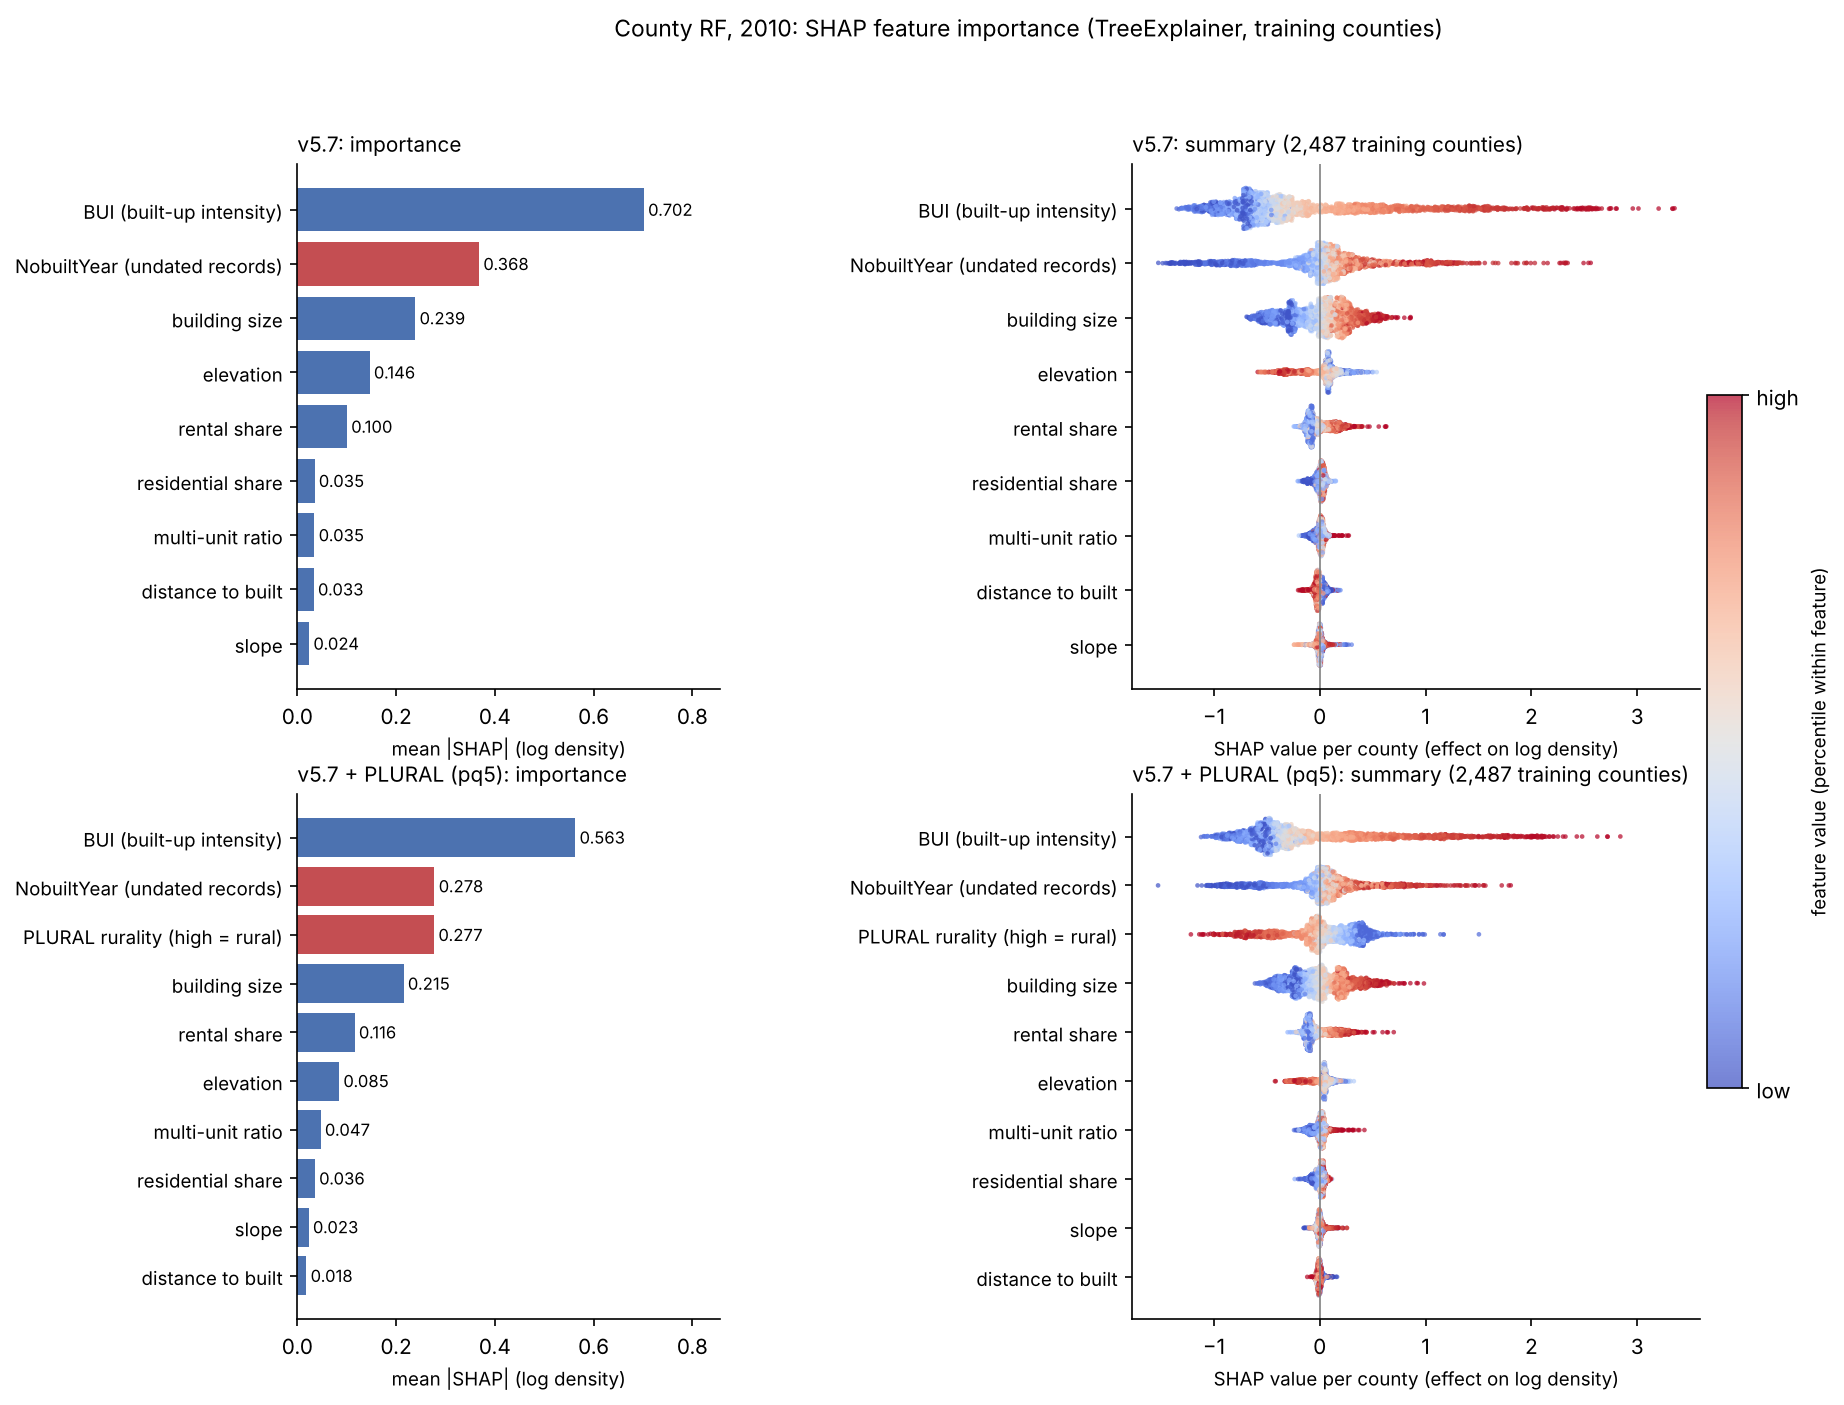 County RF, 2010: SHAP feature importance (TreeExplainer, training counties)
v5.7: importance
BUI (built-up intensity)
0.702
NobuiltYear (undated records)
0.368
building size
0.239
elevation
0.146
rental share
0.100
residential share
0.035
multi-unit ratio
0.035
distance to built
0.033
slope
0.024
0.0 0.2 0.4 0.6 0.8
mean |SHAP| (log density)
v5.7: summary (2,487 training counties)
BUI (built-up intensity)
NobuiltYear (undated records)
building size
elevation
rental share
residential share
multi-unit ratio
distance to built
slope
−1 0 1 2 3
SHAP value per county (effect on log density)
v5.7 + PLURAL (pq5): importance
BUI (built-up intensity)
0.563
NobuiltYear (undated records)
0.278
PLURAL rurality (high = rural)
0.277
building size
0.215
rental share
0.116
elevation
0.085
multi-unit ratio
0.047
residential share
0.036
slope
0.023
distance to built
0.018
0.0 0.2 0.4 0.6 0.8
mean |SHAP| (log density)
v5.7 + PLURAL (pq5): summary (2,487 training counties)
BUI (built-up intensity)
NobuiltYear (undated records)
PLURAL rurality (high = rural)
building size
rental share
elevation
multi-unit ratio
residential share
slope
distance to built
−1 0 1 2 3
SHAP value per county (effect on log density)
high
low
feature value (percentile within feature)